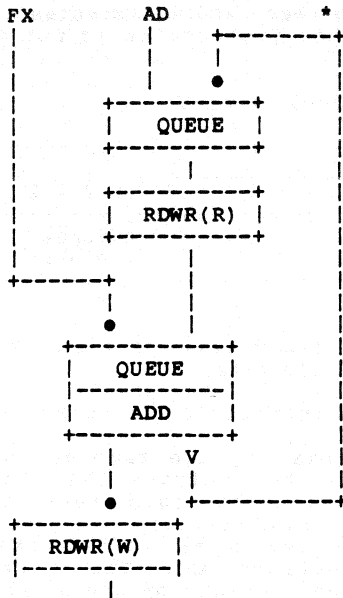 FX AD *
QUEUE
RDWR(R)
QUEUE
ADD
V
RDWR(W)